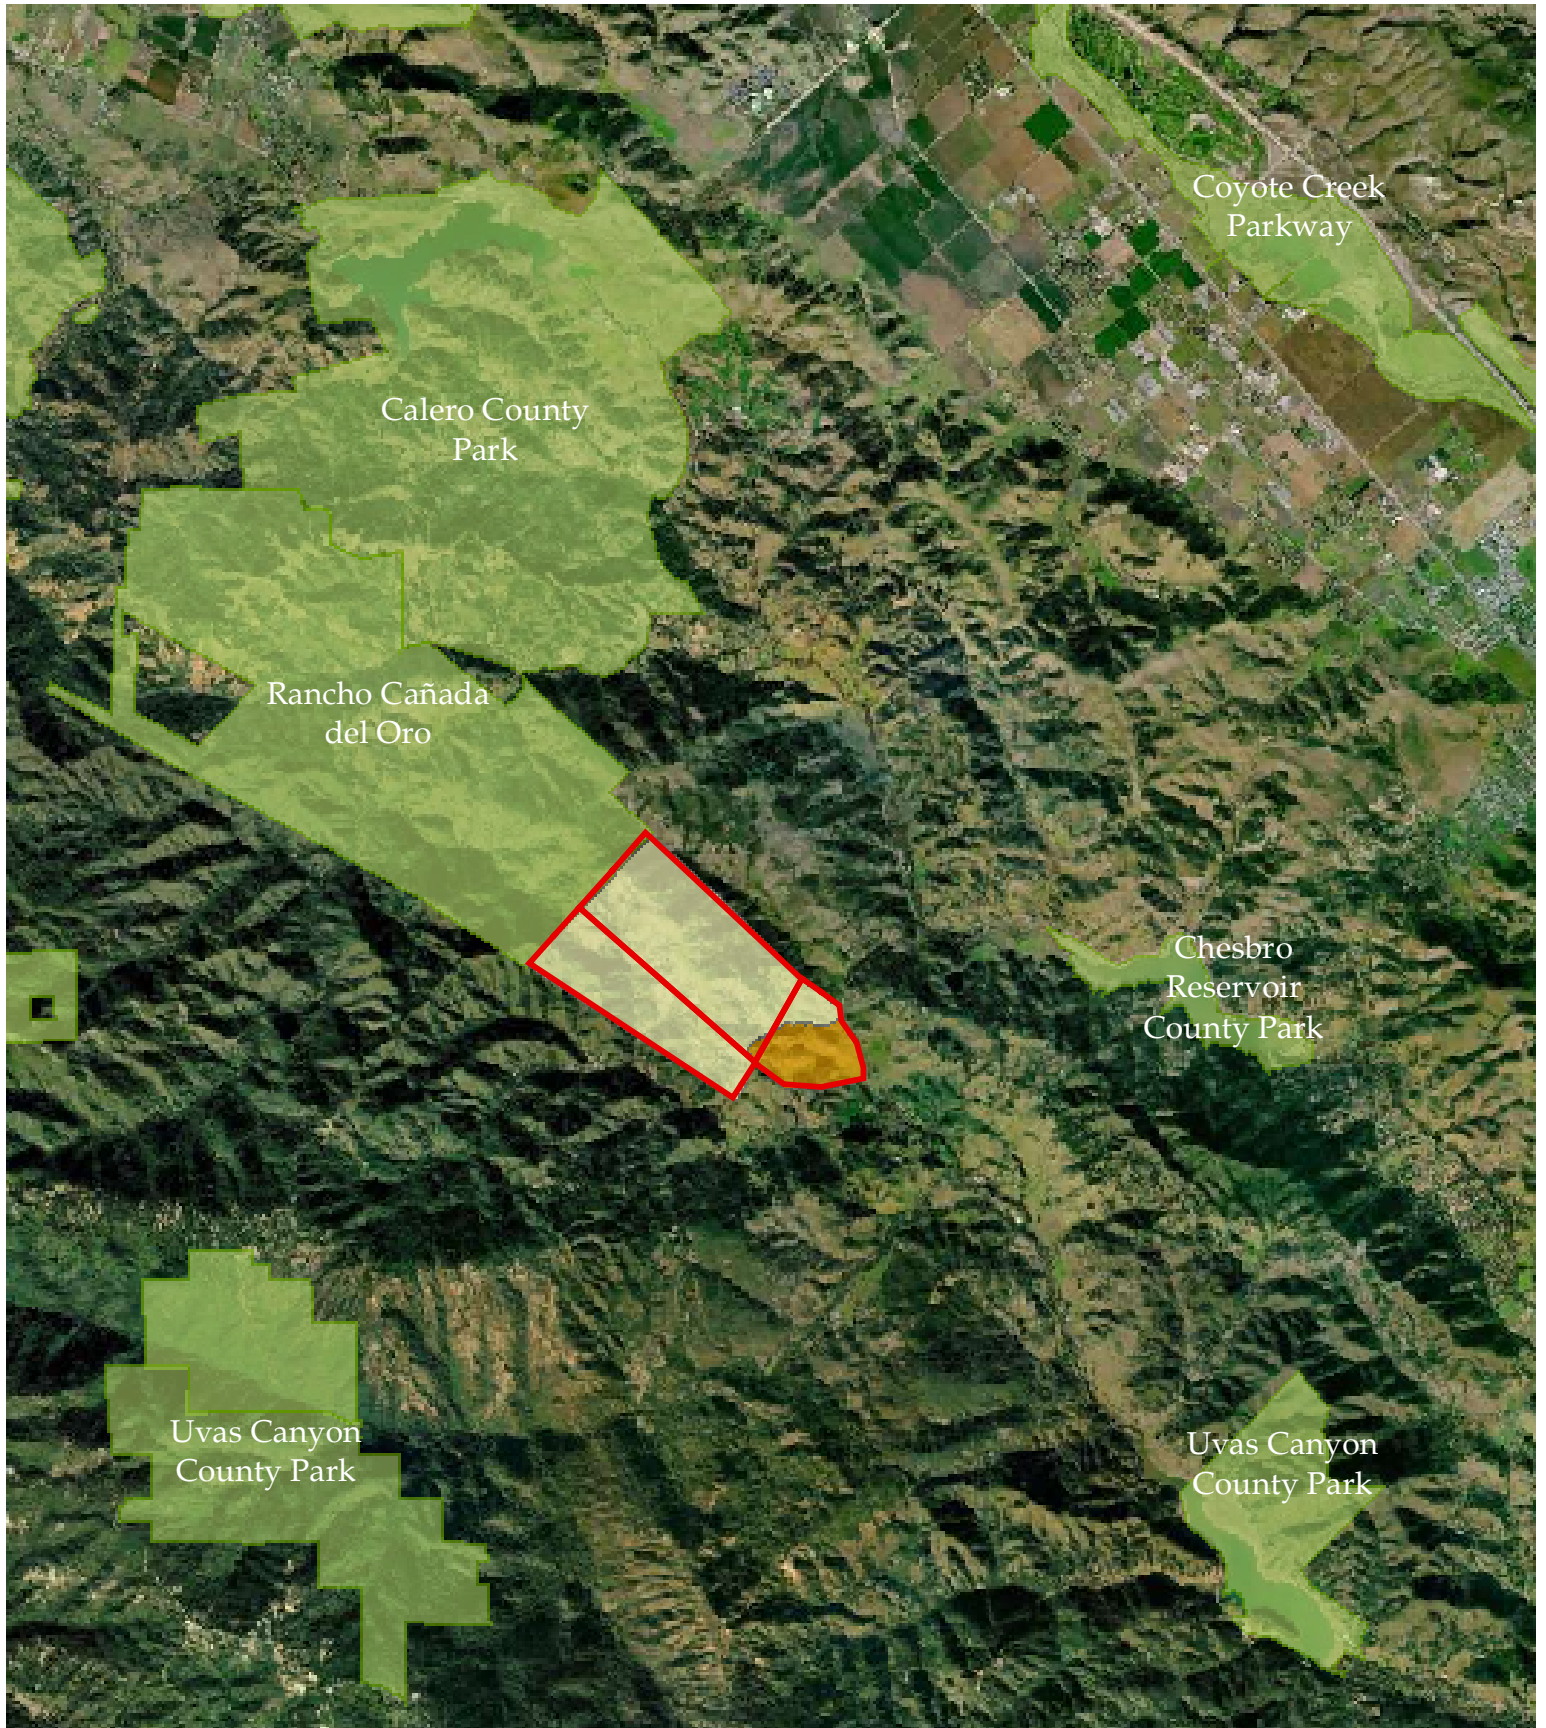 Coyote Creek
Parkway
Calero County
Park
Rancho Cañada
del Oro
Chesbro
Reservoir
County Park
Uvas Canyon
County Park
Uvas Canyon
County Park